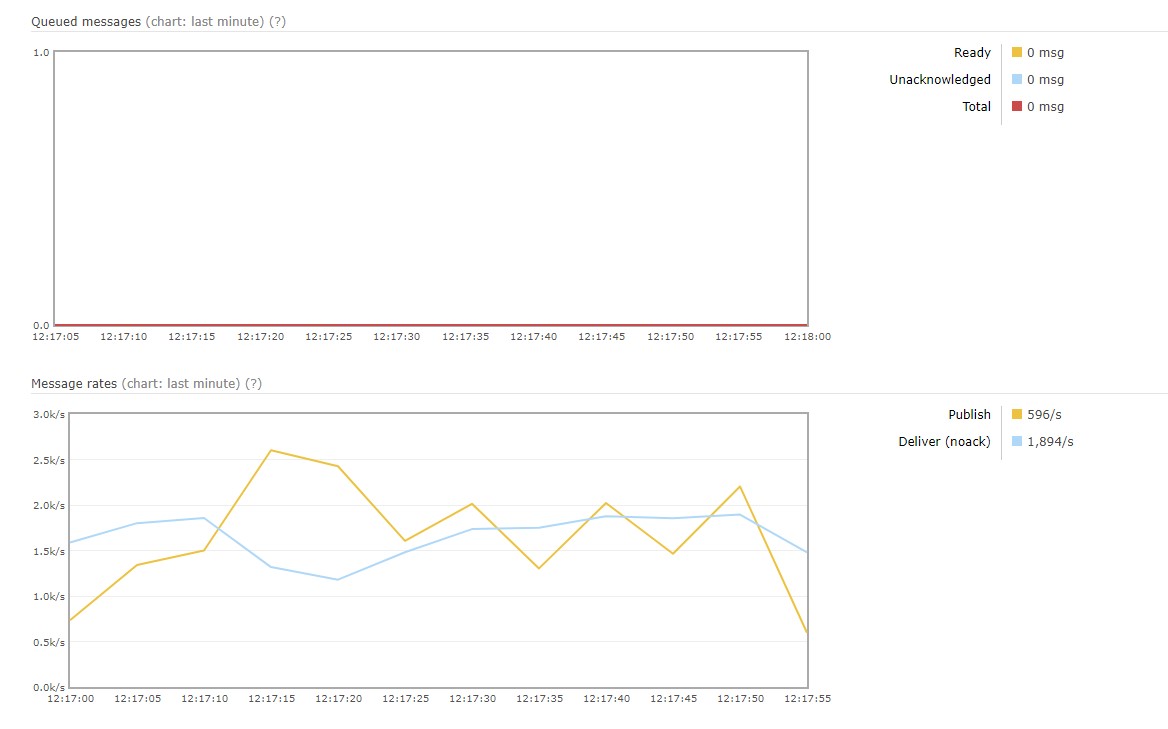 Queued messages (chart: last minute) (?)
1.0
0.0
12:17:05 12:17:10 12:17:15 12:17:20 12:17:25 12:17:30 12:17:35 12:17:40 12:17:45 12:17:50 12:17:55 12:18:00
Ready 0 msg
Unacknowledged 0 msg
Total 0 msg
Message rates (chart: last minute) (?)
3.0k/s
2.5k/s
2.0k/s
1.5k/s
1.0k/s
0.5k/s
0.0k/s
12:17:00 12:17:05 12:17:10 12:17:15 12:17:20 12:17:25 12:17:30 12:17:35 12:17:40 12:17:45 12:17:50 12:17:55
Publish 596/s
Deliver (noack) 1,894/s